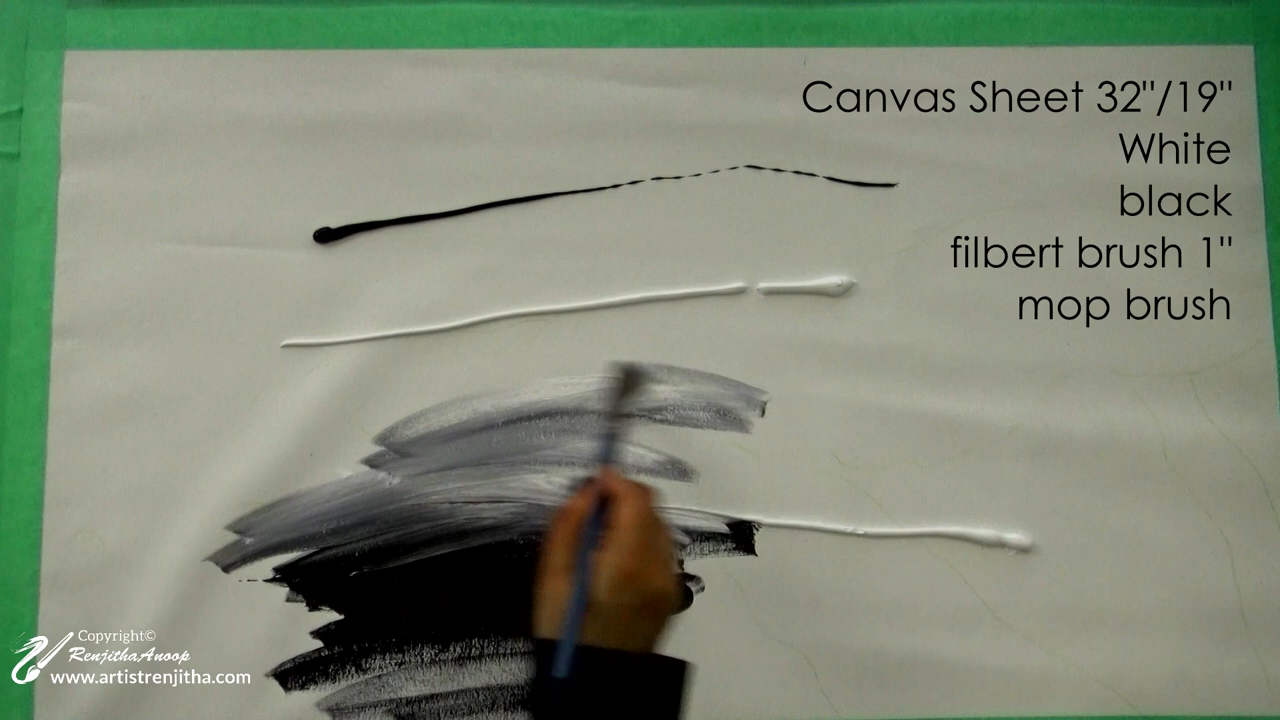 Canvas Sheet 32"/19"
White
black
filbert brush 1"
mop brush
Copyright©
RenjithaAnoop
www.artistrenjitha.com